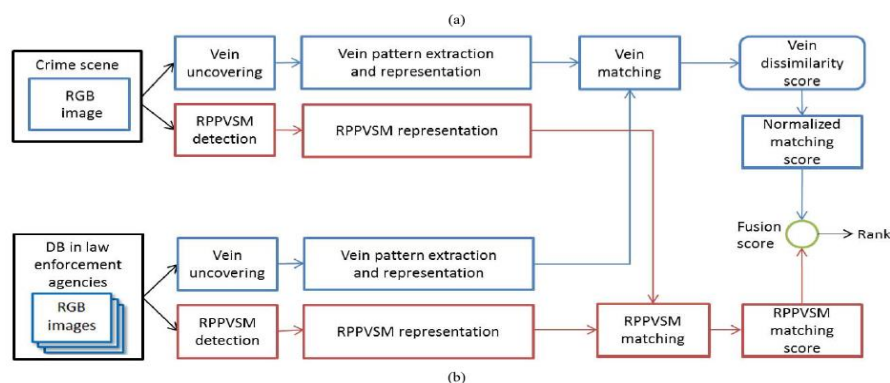 (a)
Crime scene
RGB
image
Vein
uncovering
Vein pattern extraction
and representation
Vein
matching
Vein
dissimilarity
score
RPPVSM
detection
RPPVSM representation
Normalized
matching
score
Fusion
score
Rank
DB in law
enforcement
agencies
RGB
images
Vein
uncovering
Vein pattern extraction
and representation
RPPVSM
detection
RPPVSM representation
RPPVSM
matching
RPPVSM
matching
score
(b)